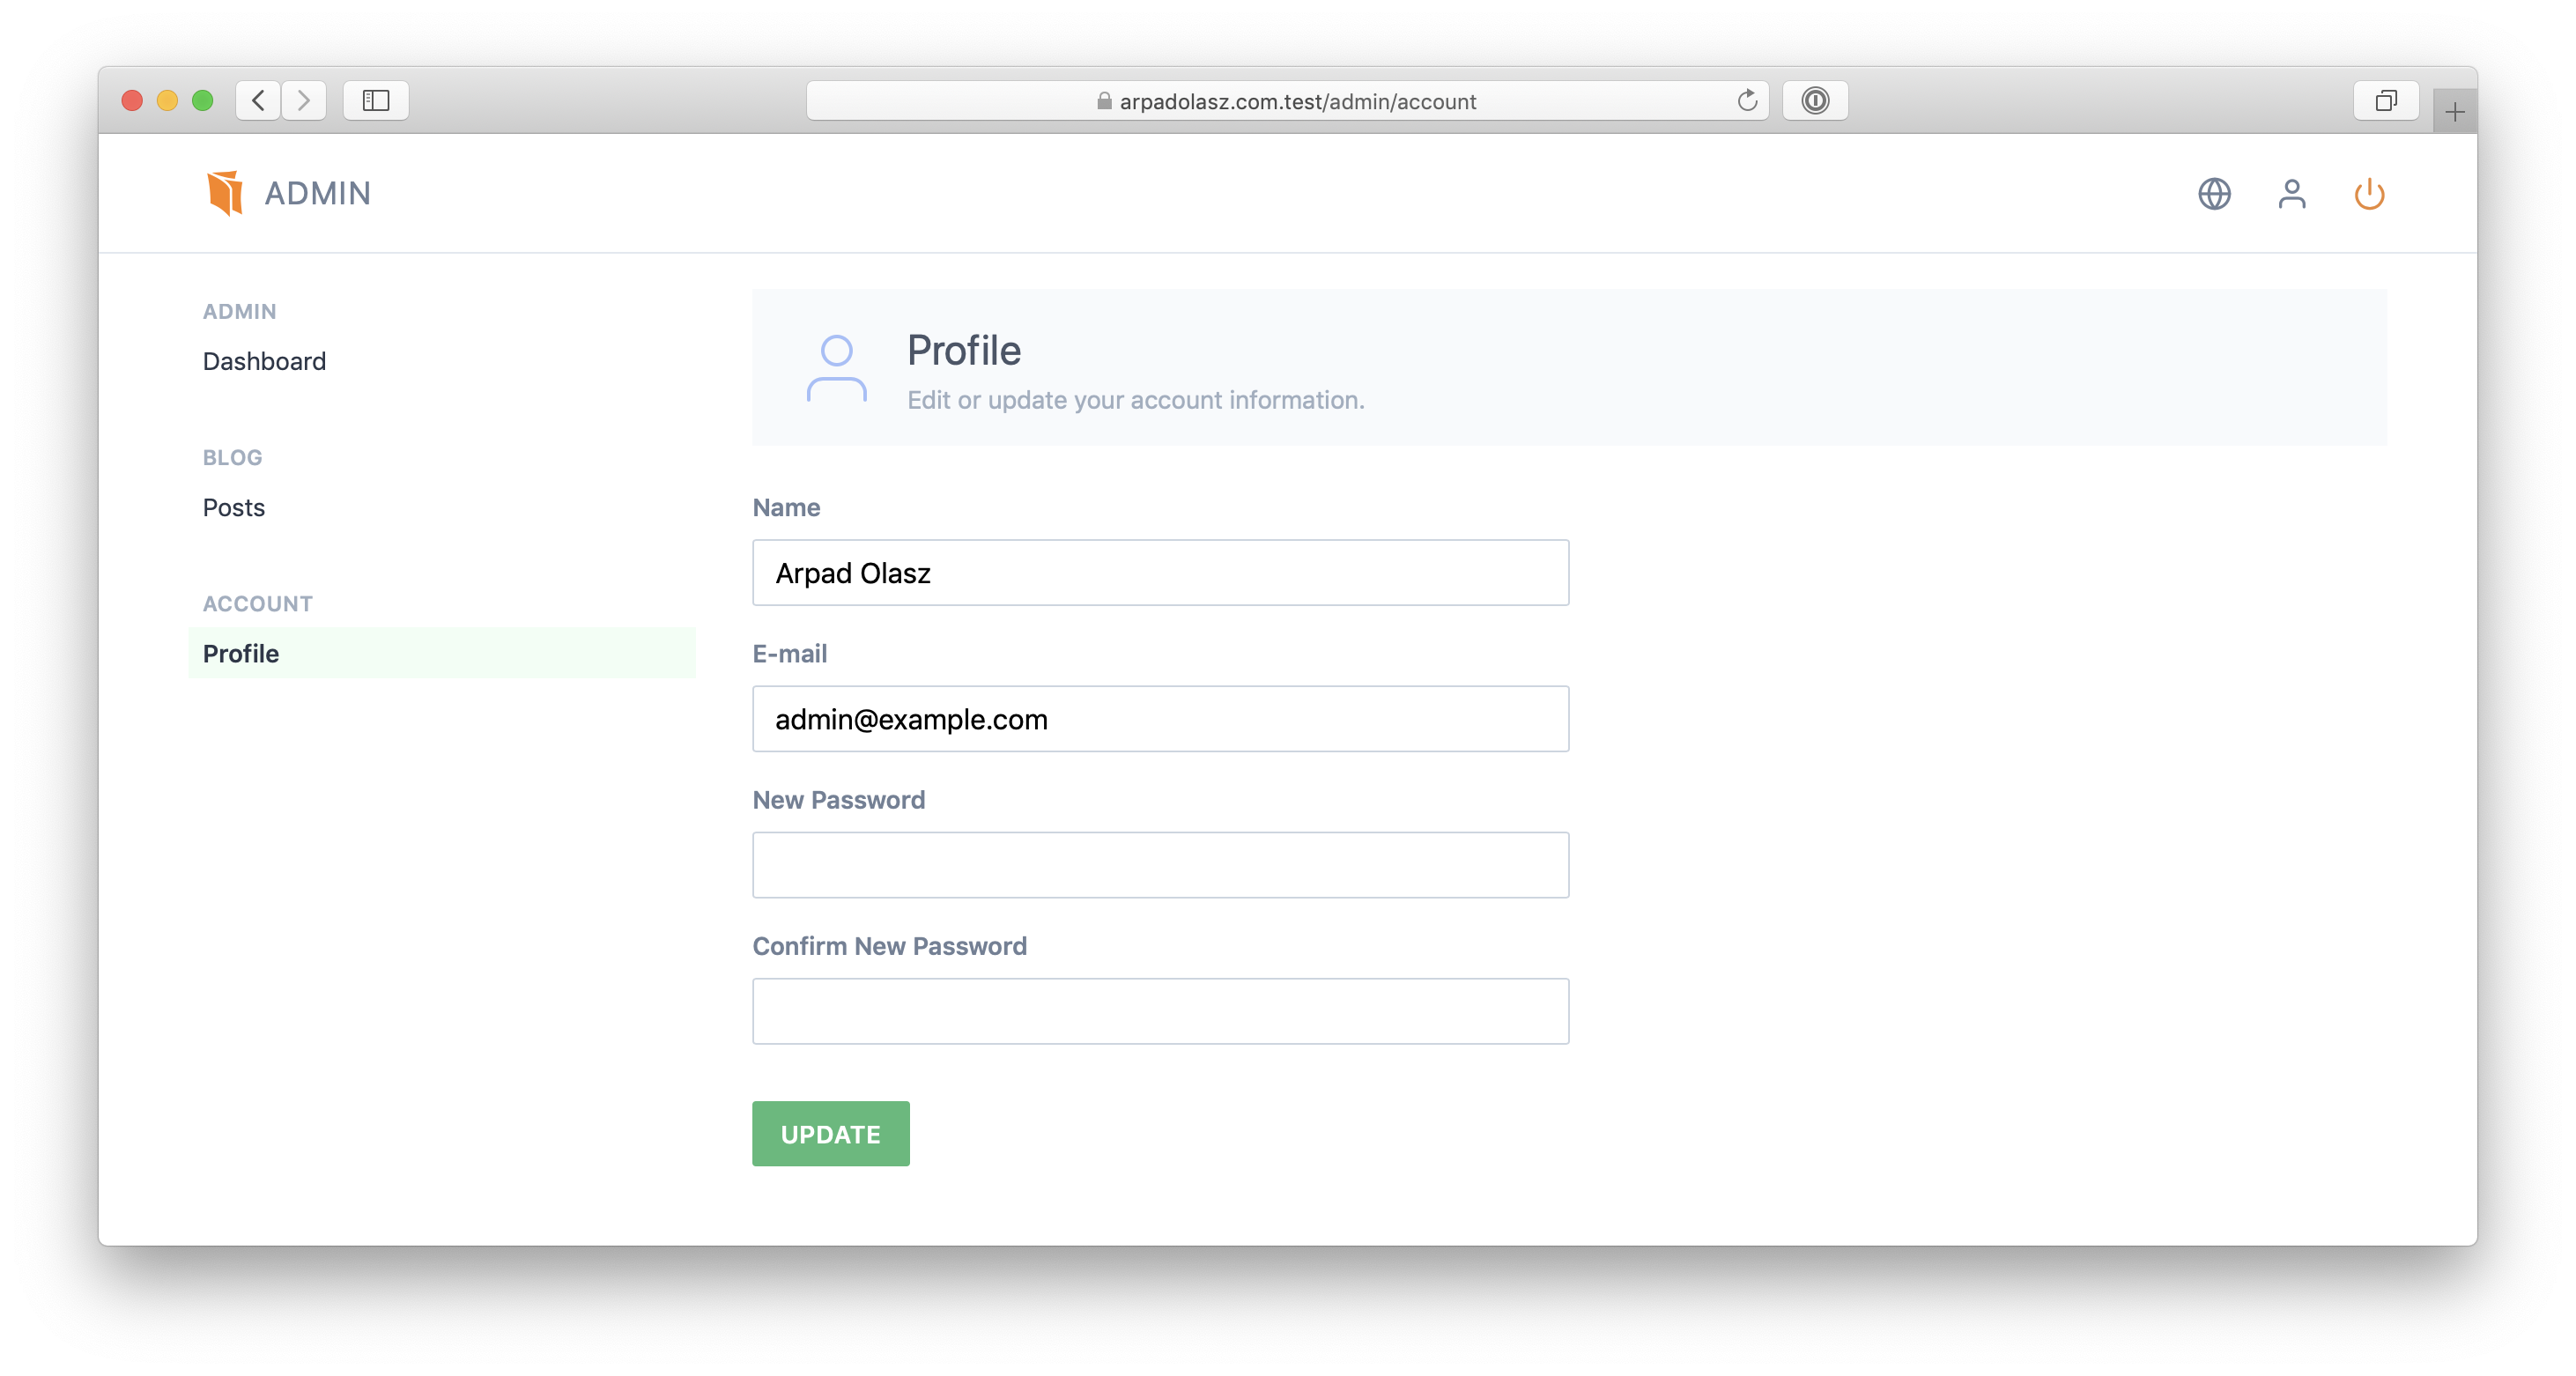 arpadolasz.com.test/admin/account
ADMIN
ADMIN
Dashboard
BLOG
Posts
ACCOUNT
Profile
Profile
Edit or update your account information.
Name
Arpad Olasz
E-mail
admin@example.com
New Password
Confirm New Password
UPDATE